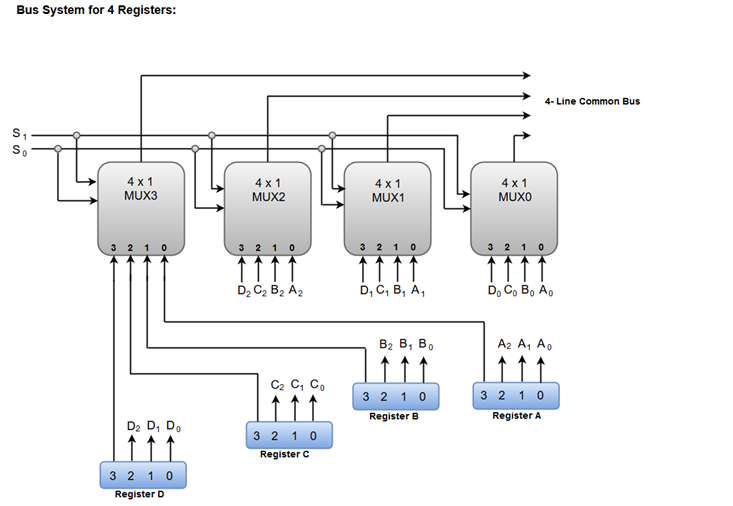 Bus System for 4 Registers:
4- Line Common Bus
S₁
S₀
4 x 1 4 x 1 4 x 1 4 x 1
MUX3 MUX2 MUX1 MUX0
3 2 1 0 3 2 1 0 3 2 1 0 3 2 1 0
D₂ C₂ B₂ A₂ D₁ C₁ B₁ A₁ D₀ C₀ B₀ A₀
B₂ B₁ B₀ A₂ A₁ A₀
3 2 1 0 3 2 1 0
Register B Register A
C₂ C₁ C₀
3 2 1 0
Register C
D₂ D₁ D₀
3 2 1 0
Register D